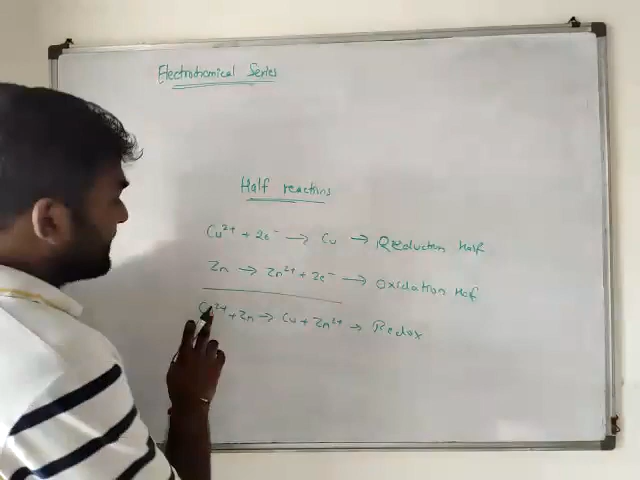 Electrochemical Series
Half reactions
Cu²⁺ + 2e⁻ → Cu → Reduction Half
Zn → Zn²⁺ + 2e⁻ → Oxidation Half
Cu²⁺ + Zn → Cu + Zn²⁺ → Redox